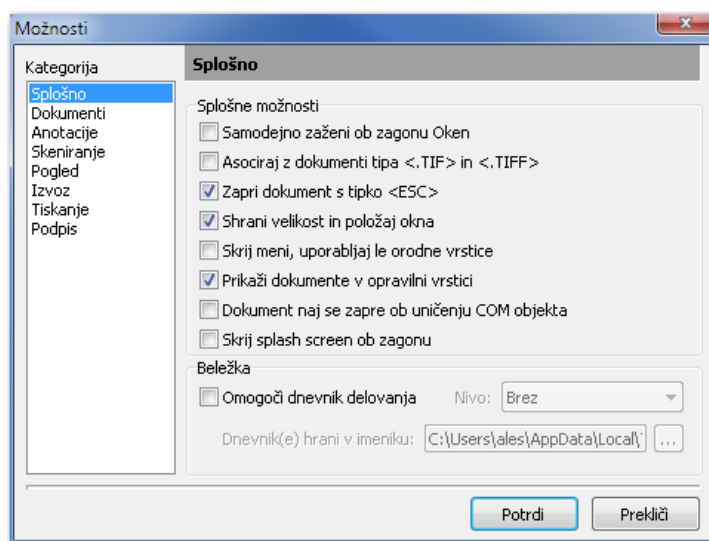 Možnosti
Kategorija
Splošno
Dokumenti
Anotacije
Skeniranje
Pogled
Izvoz
Tiskanje
Podpis
Splošno
Splošne možnosti
Samodejno zaženi ob zagonu Oken
Asociraj z dokumenti tipa <.TIF> in <.TIFF>
Zapri dokument s tipko <ESC>
Shrani velikost in položaj okna
Skrij meni, uporabljaj le orodne vrstice
Prikaži dokumente v opravilni vrstici
Dokument naj se zapre ob uničenju COM objekta
Skrij splash screen ob zagonu
Beležka
Omogoči dnevnik delovanja Nivo: Brez
Dnevnik(e) hrani v imeniku: C:\Users\ales\AppData\Local\ ...
Potrdi Prekliči